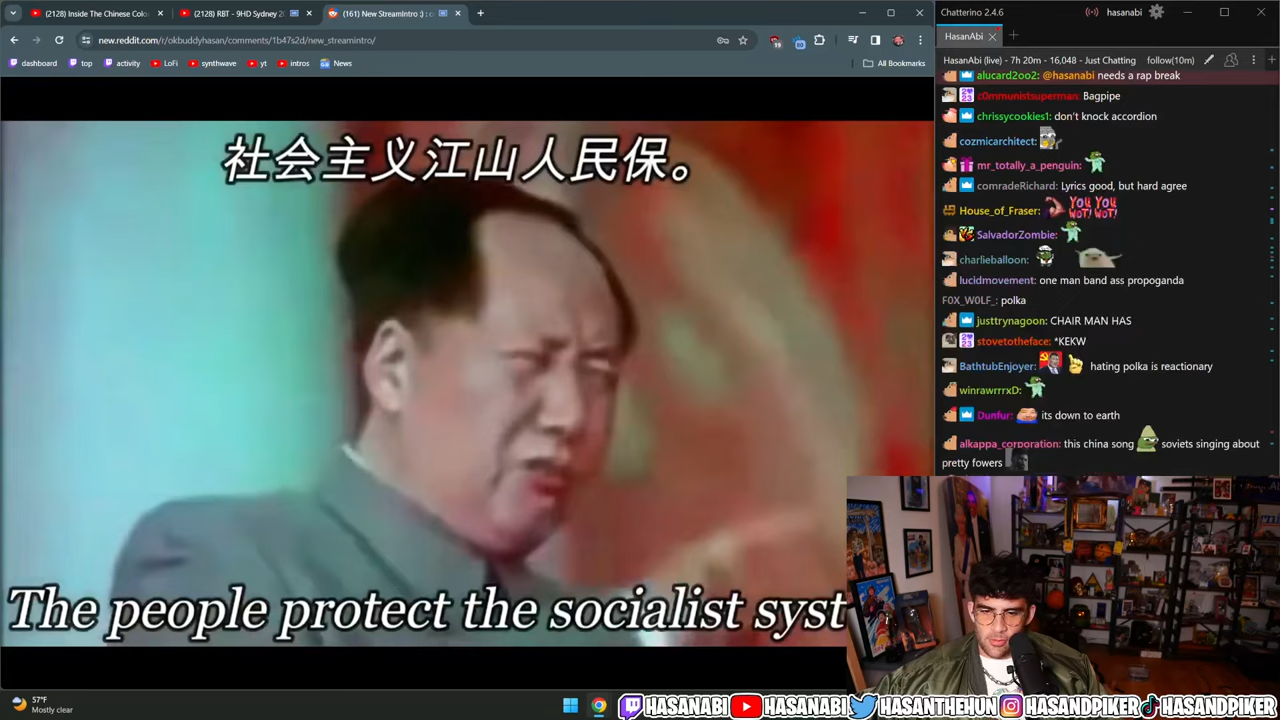 (2128) Inside The Chinese Colo
(2128) RBT - 9HD Sydney 20
(161) New StreamIntro ;) : o
new.reddit.com/r/okbuddyhasan/comments/1b47s2d/new_streamintro/
19
dashboard
top
activity
LoFi
synthwave
yt
intros
News
All Bookmarks
社会主义江山人民保。
The people protect the socialist syst
Chatterino 2.4.6
hasanabi
HasanAbi
HasanAbi (live) - 7h 20m - 16,048 - Just Chatting
follow(10m)
alucard2oo2: @hasanabi needs a rap break
c0mmunistsuperman: Bagpipe
chrissycookies1: don't knock accordion
cozmicarchitect:
mr_totally_a_penguin:
comradeRichard: Lyrics good, but hard agree
House_of_Fraser: YOU WOT! YOU WOT!
SalvadorZombie:
charlieballoon:
lucidmovement: one man band ass propoganda
F0X_W0LF_: polka
justtrynagoon: CHAIR MAN HAS
stovetotheface: *KEKW
BathtubEnjoyer: hating polka is reactionary
winrawrrrxD:
Dunfur: its down to earth
alkappa_corporation: this china song soviets singing about
pretty fowers
57°F
Mostly clear
HASANABI HASANABI HASANTHEHUN HASANDPIKER HASANDPIKER